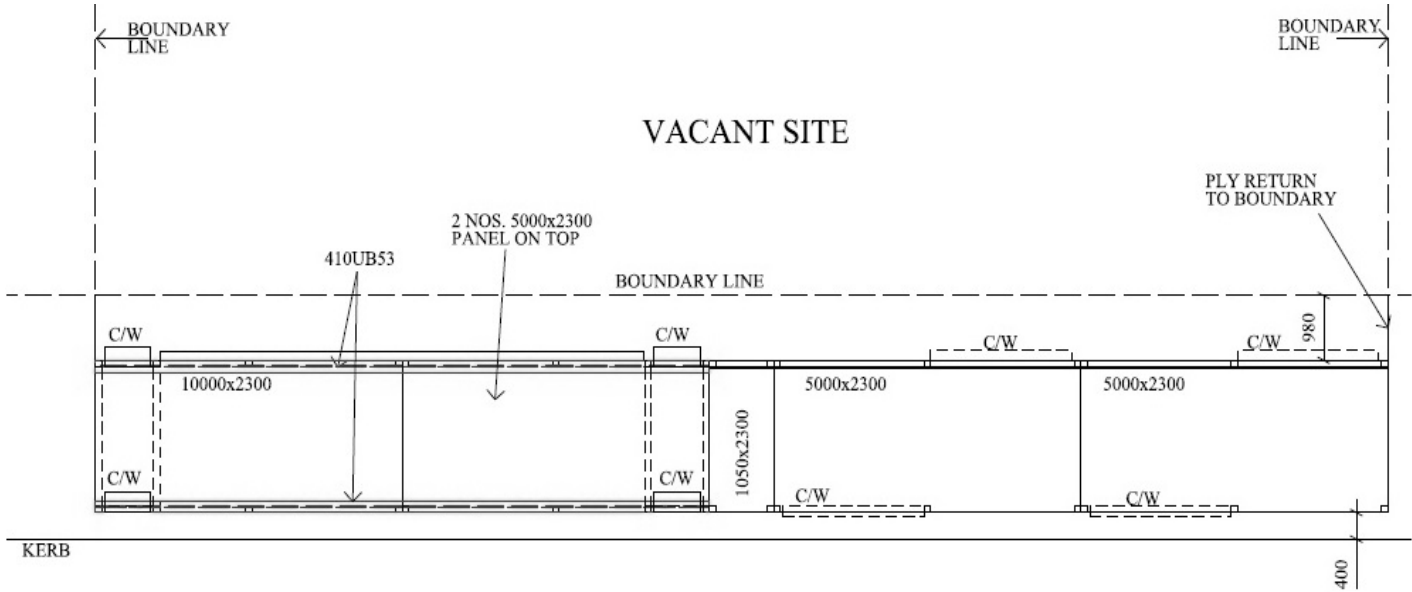 BOUNDARY
LINE
BOUNDARY
LINE
VACANT SITE
PLY RETURN
TO BOUNDARY
2 NOS. 5000x2300
PANEL ON TOP
410UB53
BOUNDARY LINE
980
C/W
C/W
C/W
C/W
10000x2300
5000x2300
5000x2300
1050x2300
C/W
C/W
C/W
C/W
KERB
400